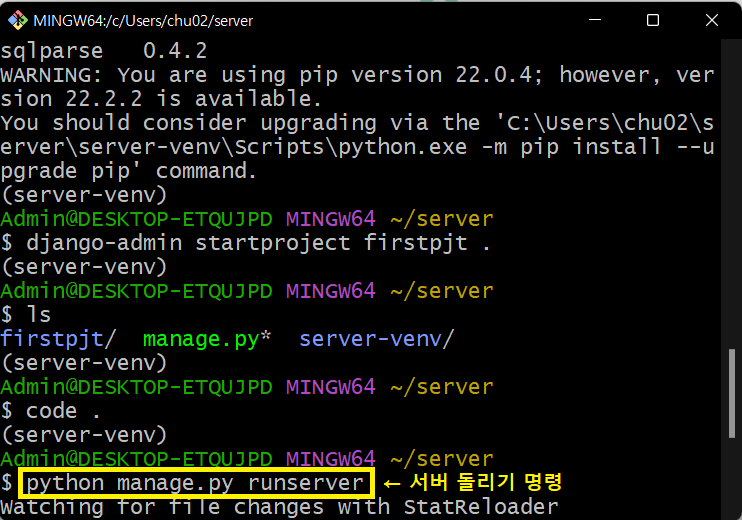 MINGW64:/c/Users/chu02/server
sqlparse   0.4.2
WARNING: You are using pip version 22.0.4; however, ver
sion 22.2.2 is available.
You should consider upgrading via the 'C:\Users\chu02\s
erver\server-venv\Scripts\python.exe -m pip install --u
pgrade pip' command.
(server-venv)
Admin@DESKTOP-ETQUJPD MINGW64 ~/server
$ django-admin startproject firstpjt .
(server-venv)
Admin@DESKTOP-ETQUJPD MINGW64 ~/server
$ ls
firstpjt/  manage.py*  server-venv/
(server-venv)
Admin@DESKTOP-ETQUJPD MINGW64 ~/server
$ code .
(server-venv)
Admin@DESKTOP-ETQUJPD MINGW64 ~/server
$ python manage.py runserver ← 서버 돌리기 명령
Watching for file changes with StatReloader